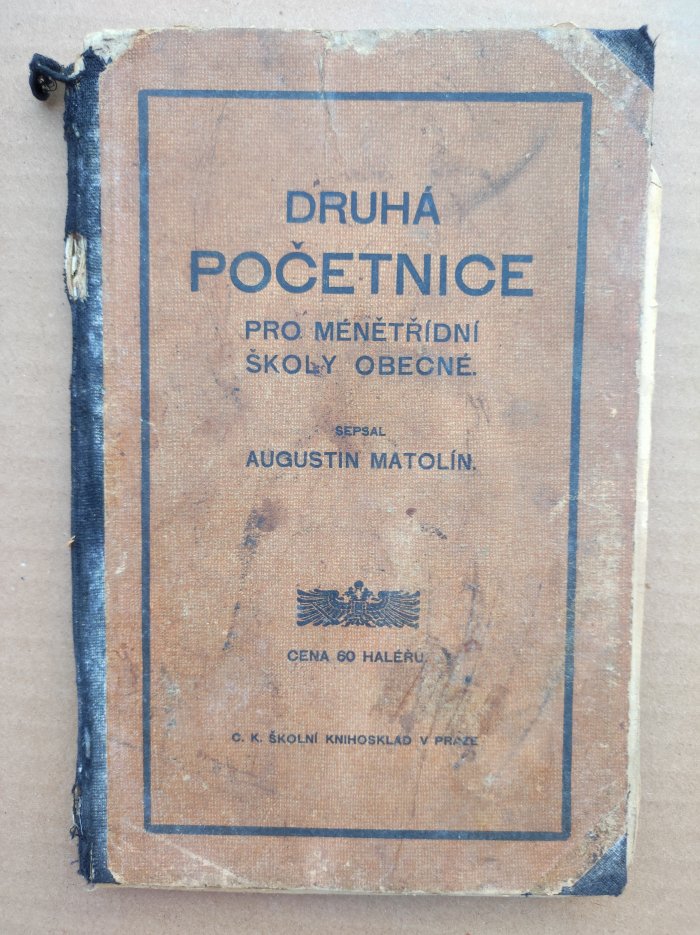 DRUHÁ
POČETNICE
PRO MÉNĚTŘÍDNÍ
ŠKOLY OBECNÉ.
SEPSAL
AUGUSTIN MATOLÍN.
CENA 60 HALÉŘŮ.
C. K. ŠKOLNÍ KNIHOSKLAD V PRAZE